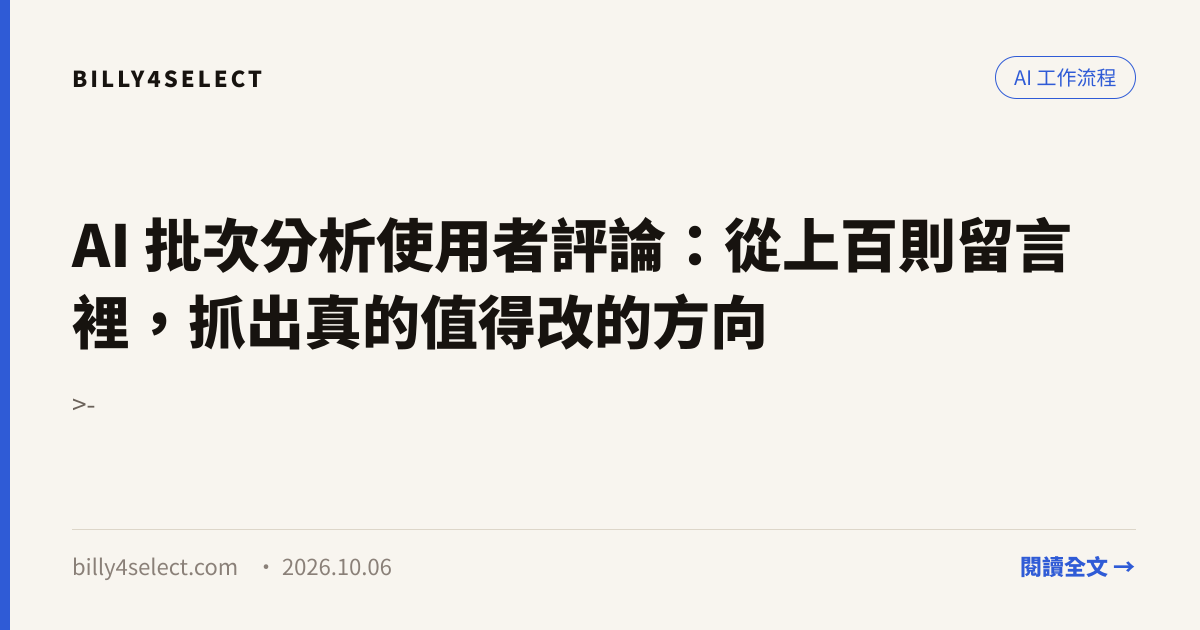 BILLY4SELECT
AI 工作流程
AI 批次分析使用者評論：從上百則留言
裡，抓出真的值得改的方向
>-
billy4select.com ・ 2026.10.06
閱讀全文 →